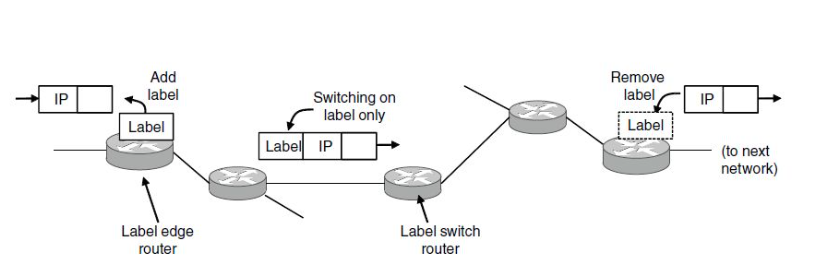 IP
Add
label
Label
Label edge
router
Switching on
label only
Label IP
Label switch
router
Remove
label
Label
IP
(to next
network)